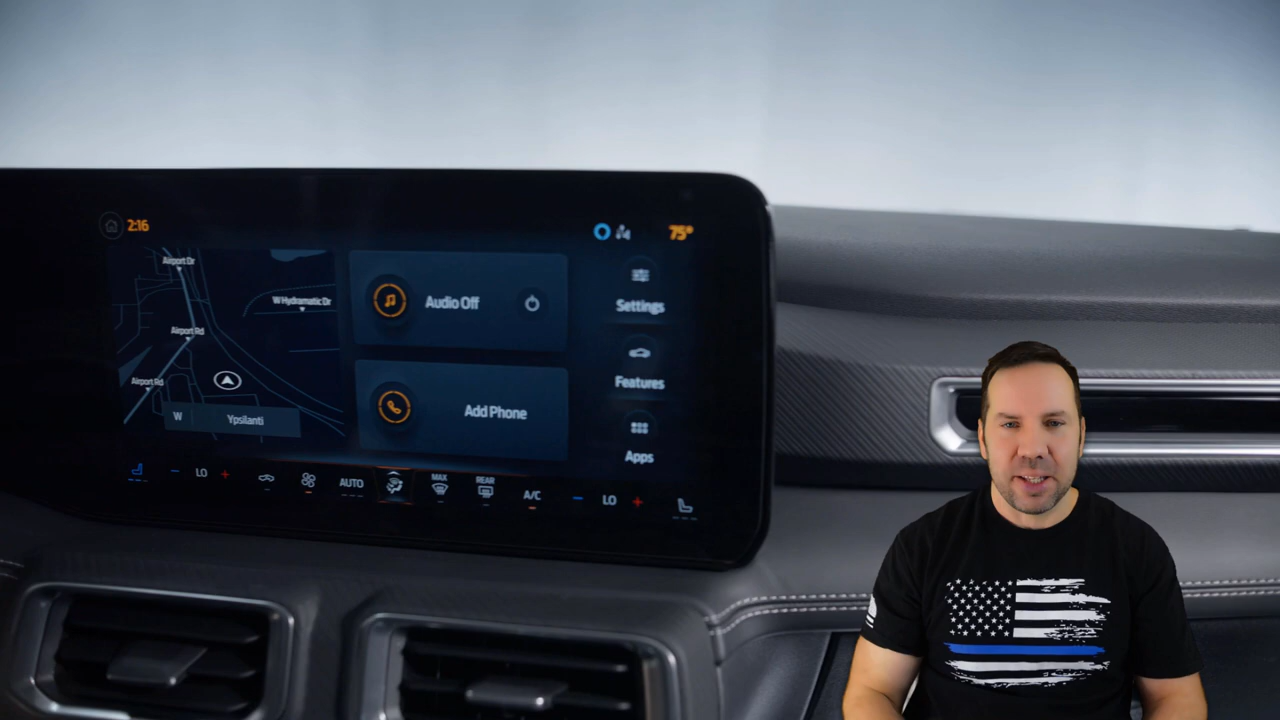 2:16
75°
Airport Dr
W Hydramatic Dr
Airport Rd
Airport Rd
W Ypsilanti
Audio Off
Add Phone
Settings
Features
Apps
LO
AUTO
MAX
REAR
A/C
LO